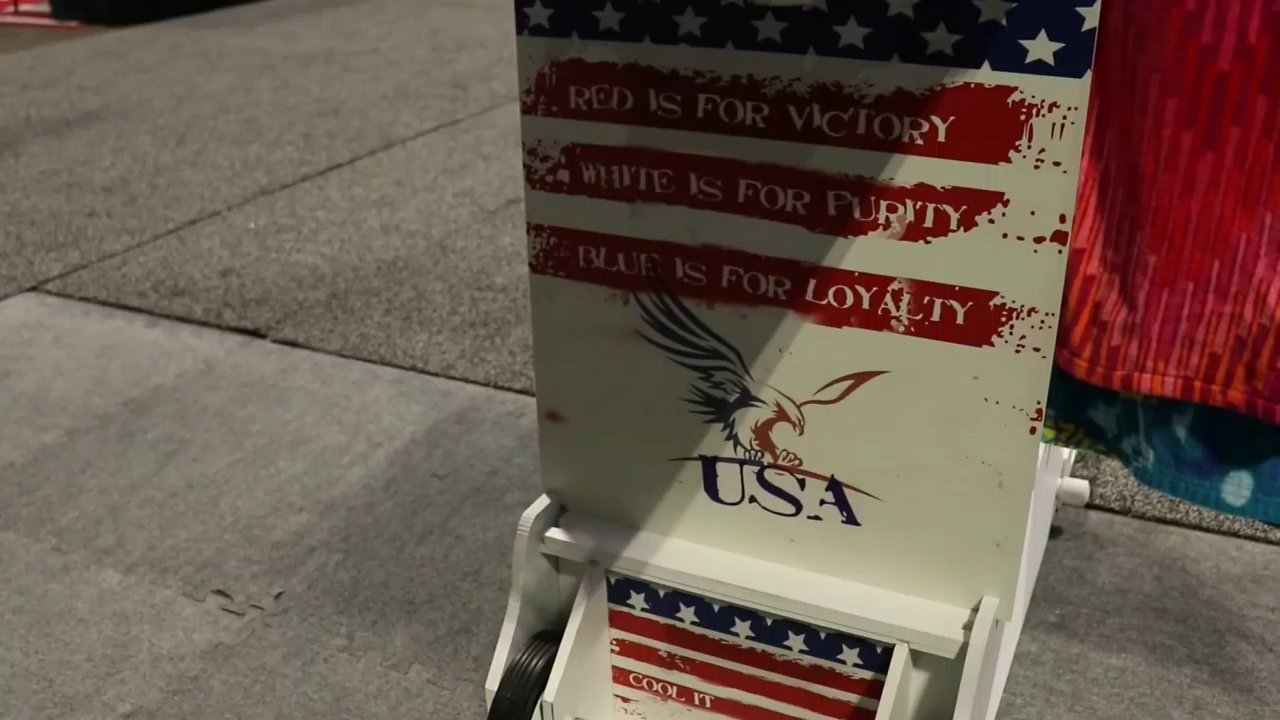 RED IS FOR VICTORY
WHITE IS FOR PURITY
BLUE IS FOR LOYALTY
USA
COOL IT